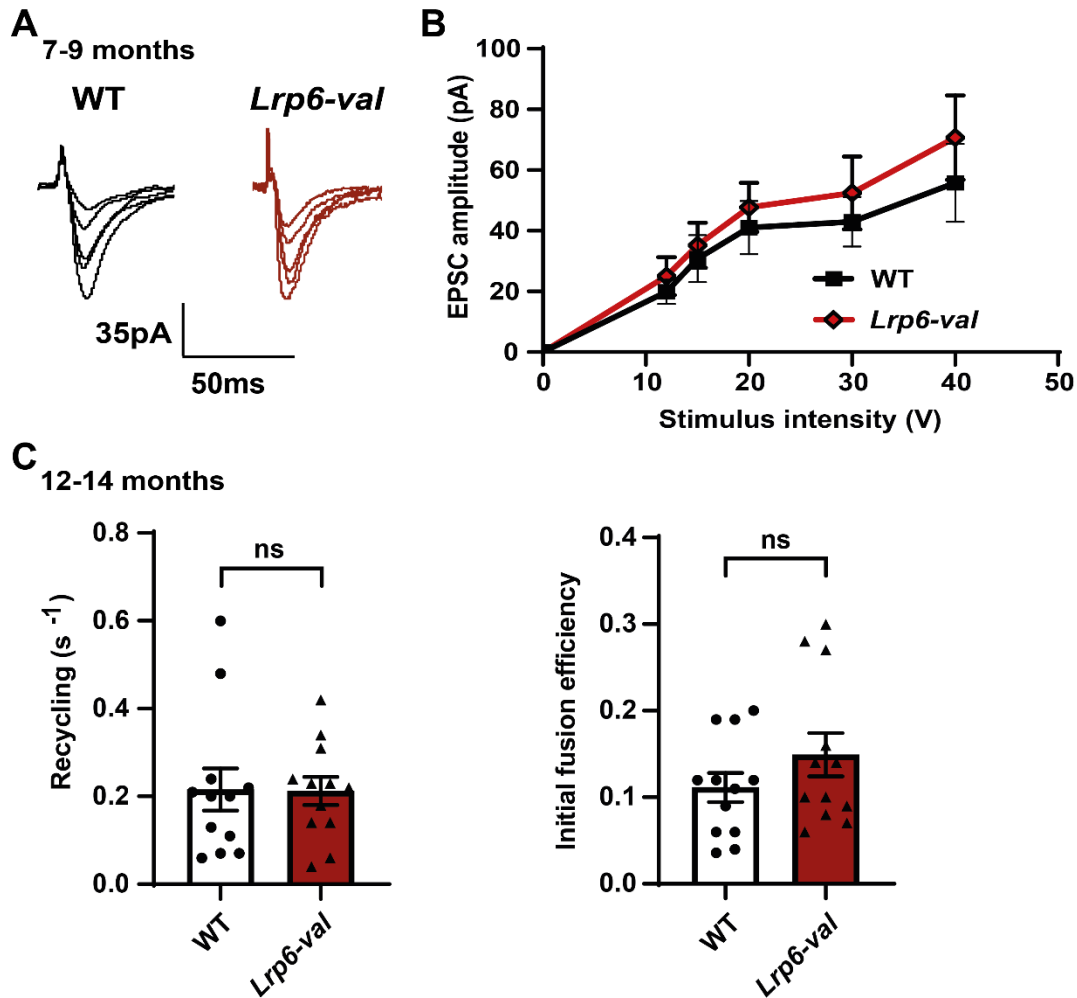 A
7-9 months
WT
Lrp6-val
35pA
50ms
B
EPSC amplitude (pA)
100
80
60
40
20
0
0 10 20 30 40 50
Stimulus intensity (V)
WT
Lrp6-val
C
12-14 months
Recycling (s -1)
0.8
0.6
0.4
0.2
0.0
ns
WT
Lrp6-val
Initial fusion efficiency
0.4
0.3
0.2
0.1
0.0
ns
WT
Lrp6-val